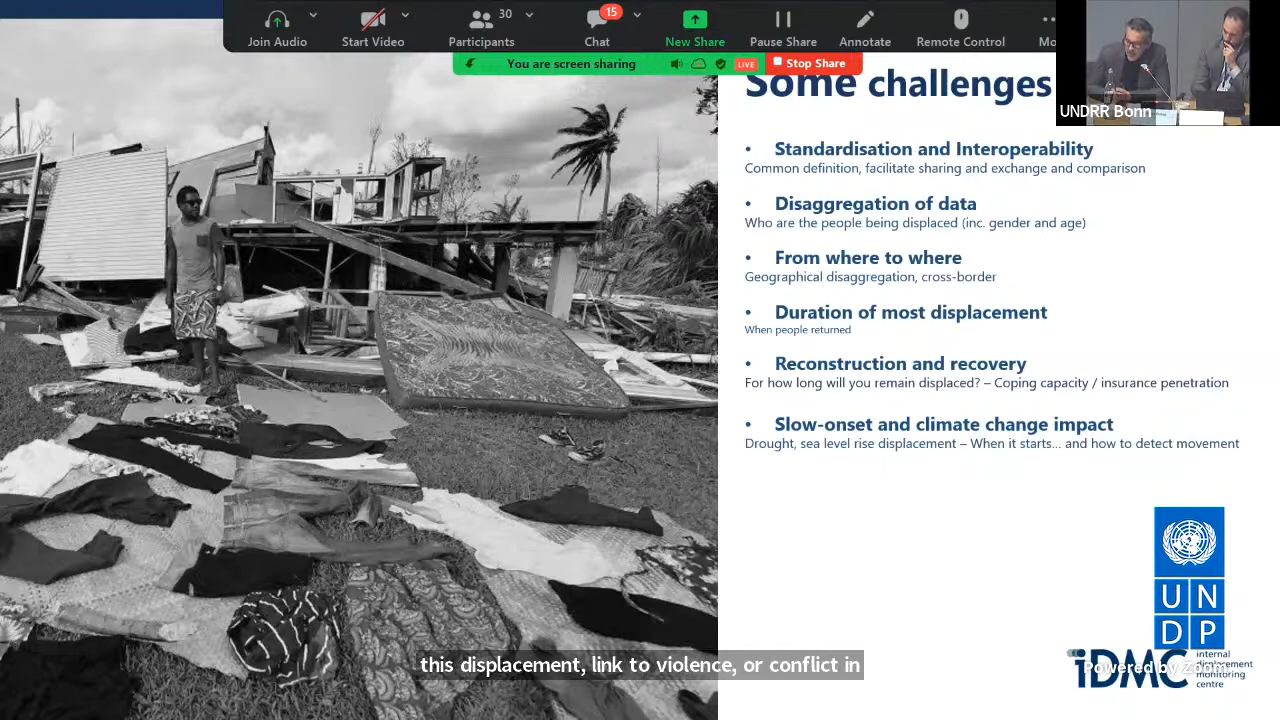 Join Audio
Start Video
30
Participants
15
Chat
New Share
Pause Share
Annotate
Remote Control
You are screen sharing
LIVE
Stop Share
UNDRR Bonn
Some challenges
• Standardisation and Interoperability
Common definition, facilitate sharing and exchange and comparison
• Disaggregation of data
Who are the people being displaced (inc. gender and age)
• From where to where
Geographical disaggregation, cross-border
• Duration of most displacement
When people returned
• Reconstruction and recovery
For how long will you remain displaced? – Coping capacity / insurance penetration
• Slow-onset and climate change impact
Drought, sea level rise displacement – When it starts... and how to detect movement
UN
DP
this displacement, link to violence, or conflict in
iDMC
internal
displacement
monitoring
centre
Powered by Zoom